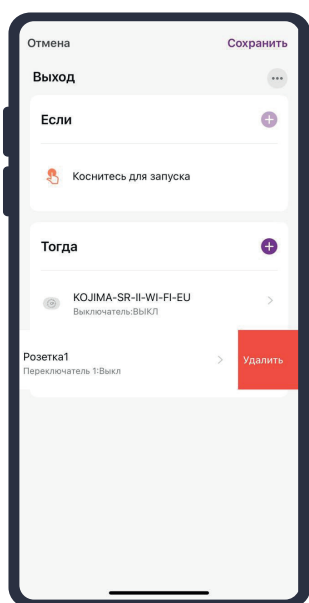 Отмена
Сохранить
Выход
Если
Коснитесь для запуска
Тогда
KOJIMA-SR-II-WI-FI-EU
Выключатель:ВЫКЛ
Розетка1
Переключатель 1:Выкл
Удалить